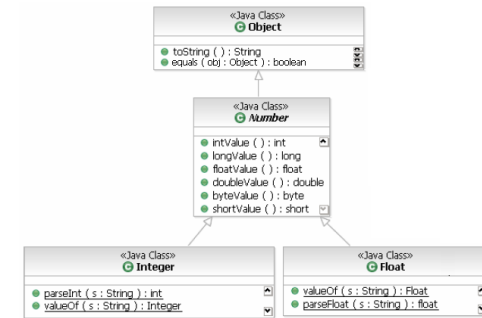 «Java Class»
Object
toString ( ) : String
equals ( obj : Object ) : boolean
«Java Class»
Number
intValue ( ) : int
longValue ( ) : long
floatValue ( ) : float
doubleValue ( ) : double
byteValue ( ) : byte
shortValue ( ) : short
«Java Class»
Integer
parseInt ( s : String ) : int
valueOf ( s : String ) : Integer
«Java Class»
Float
valueOf ( s : String ) : Float
parseFloat ( s : String ) : float